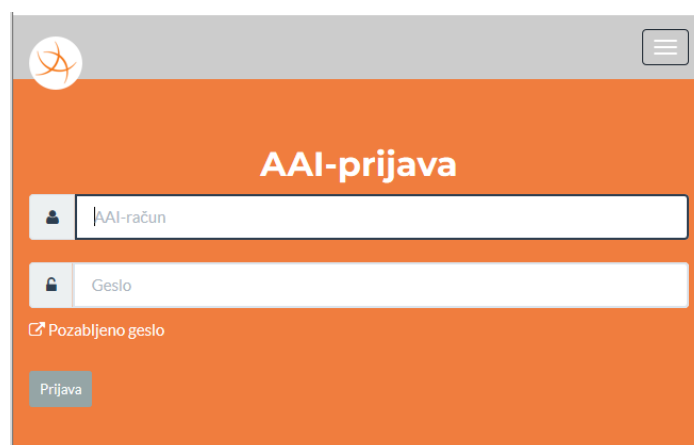 AAI-prijava
AAI-račun
Geslo
Pozabljeno geslo
Prijava